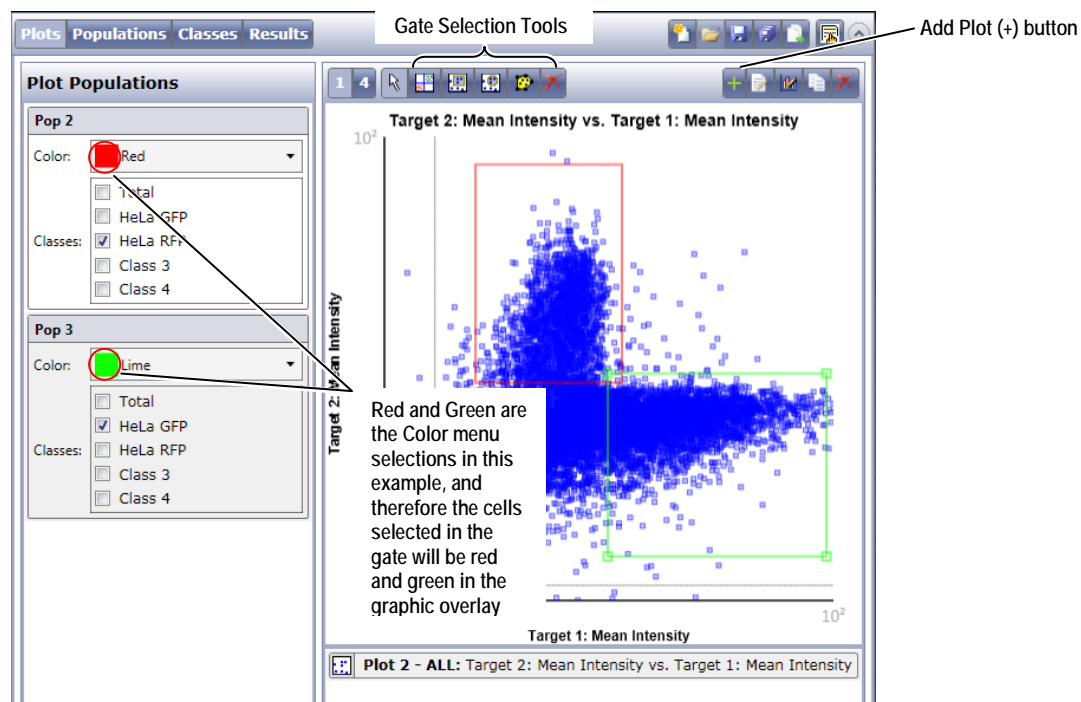 Gate Selection Tools
Add Plot (+) button
Plots Populations Classes Results
Plot Populations
1 4
Pop 2
Color: Red
Classes:
Total
HeLa GFP
HeLa RFP
Class 3
Class 4
Pop 3
Color: Lime
Classes:
Total
HeLa GFP
HeLa RFP
Class 3
Class 4
Target 2: Mean Intensity vs. Target 1: Mean Intensity
10²
Target 2: Mean Intensity
Red and Green are
the Color menu
selections in this
example, and
therefore the cells
selected in the
gate will be red
and green in the
graphic overlay
10²
Target 1: Mean Intensity
Plot 2 - ALL: Target 2: Mean Intensity vs. Target 1: Mean Intensity